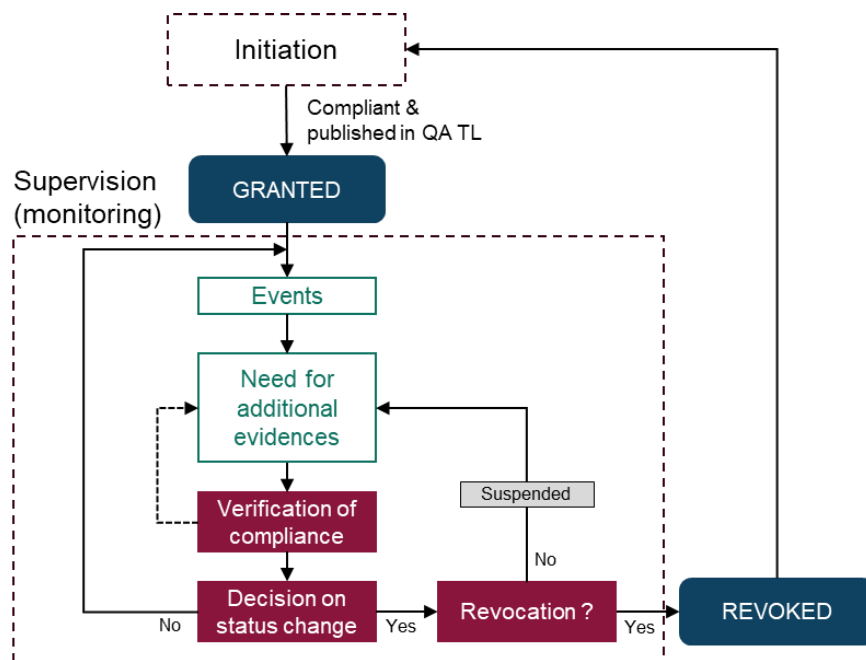 Initiation
Compliant &
published in QA TL
Supervision
(monitoring)
GRANTED
Events
Need for
additional
evidences
Suspended
Verification of
compliance
No
Decision on
status change
No
Yes
Revocation ?
Yes
REVOKED